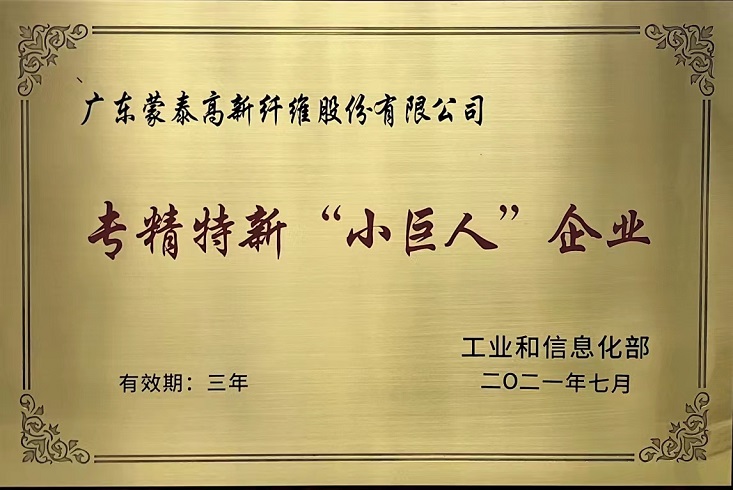 广东蒙泰高新纤维股份有限公司
专精特新“小巨人”企业
工业和信息化部
有效期：三年
二〇二一年七月